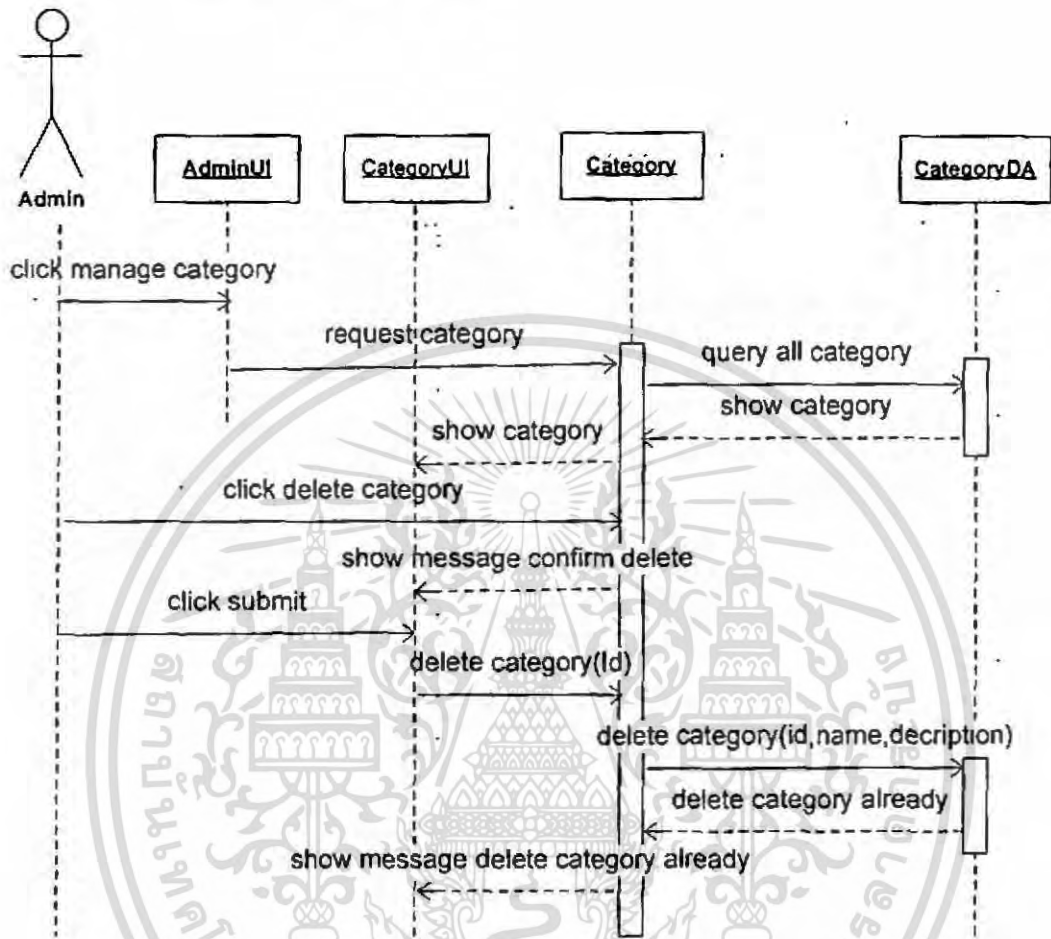 Admin
AdminUI
CategoryUI
Category
CategoryDA
click manage category
request category
query all category
show category
show category
click delete category
show message confirm delete
click submit
delete category(Id)
delete category(id,name,decription)
delete category already
show message delete category already